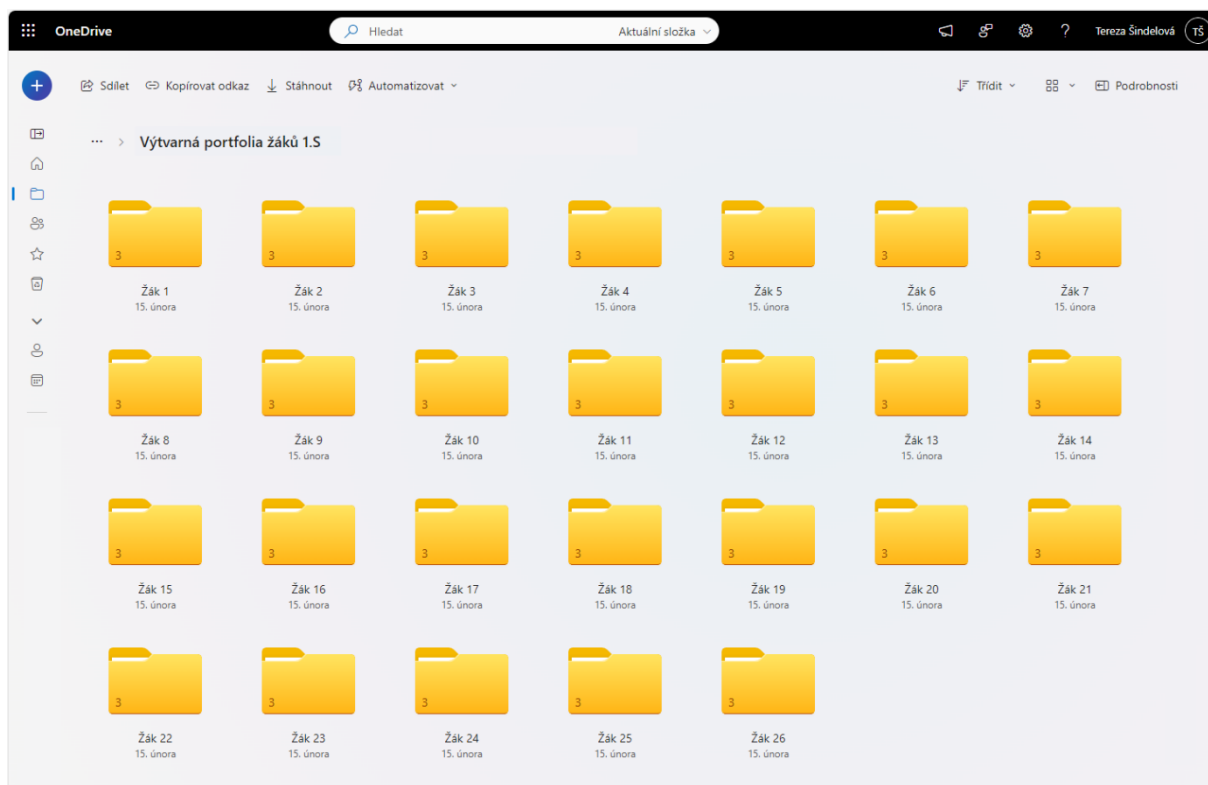 OneDrive Hledat Aktuální složka ? Tereza Šindelová TŠ
Sdílet Kopírovat odkaz Stáhnout Automatizovat Třídit Podrobnosti
... > Výtvarná portfolia žáků 1.S
3 3 3 3 3 3 3
Žák 1 Žák 2 Žák 3 Žák 4 Žák 5 Žák 6 Žák 7
15. února 15. února 15. února 15. února 15. února 15. února 15. února
3 3 3 3 3 3 3
Žák 8 Žák 9 Žák 10 Žák 11 Žák 12 Žák 13 Žák 14
15. února 15. února 15. února 15. února 15. února 15. února 15. února
3 3 3 3 3 3 3
Žák 15 Žák 16 Žák 17 Žák 18 Žák 19 Žák 20 Žák 21
15. února 15. února 15. února 15. února 15. února 15. února 15. února
3 3 3 3 3
Žák 22 Žák 23 Žák 24 Žák 25 Žák 26
15. února 15. února 15. února 15. února 15. února